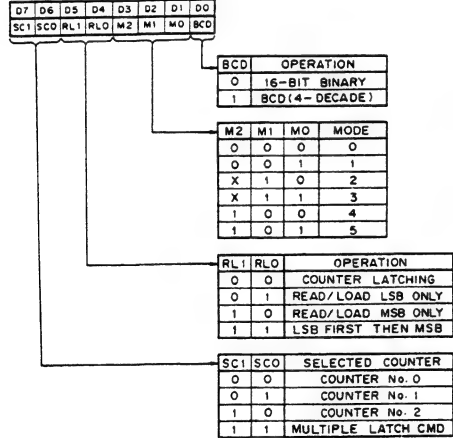 D7 D6 D5 D4 D3 D2 D1 D0
SC1 SC0 RL1 RL0 M2 M1 M0 BCD
BCD OPERATION
0 16-BIT BINARY
1 BCD(4-DECADE)
M2 M1 M0 MODE
0 0 0 0
0 0 1 1
X 1 0 2
X 1 1 3
1 0 0 4
1 0 1 5
RL1 RL0 OPERATION
0 0 COUNTER LATCHING
0 1 READ/LOAD LSB ONLY
1 0 READ/LOAD MSB ONLY
1 1 LSB FIRST THEN MSB
SC1 SC0 SELECTED COUNTER
0 0 COUNTER No. 0
0 1 COUNTER No. 1
1 0 COUNTER No. 2
1 1 MULTIPLE LATCH CMD